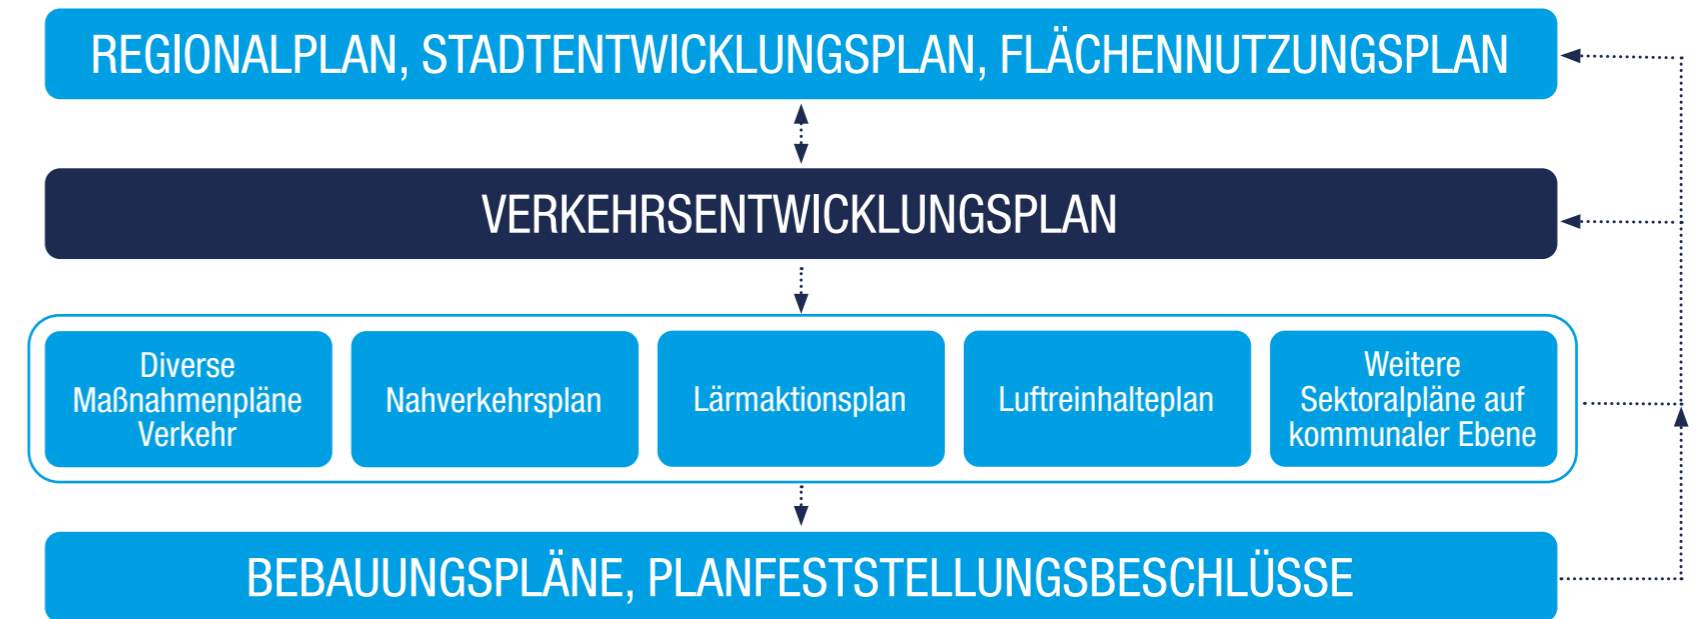 REGIONALPLAN, STADTENTWICKLUNGSPLAN, FLÄCHENNUTZUNGSPLAN
VERKEHRSENTWICKLUNGSPLAN
Diverse
Maßnahmenpläne
Verkehr
Nahverkehrsplan
Lärmaktionsplan
Luftreinhalteplan
Weitere
Sektoralpläne auf
kommunaler Ebene
BEBAUUNGSPLÄNE, PLANFESTSTELLUNGSBESCHLÜSSE